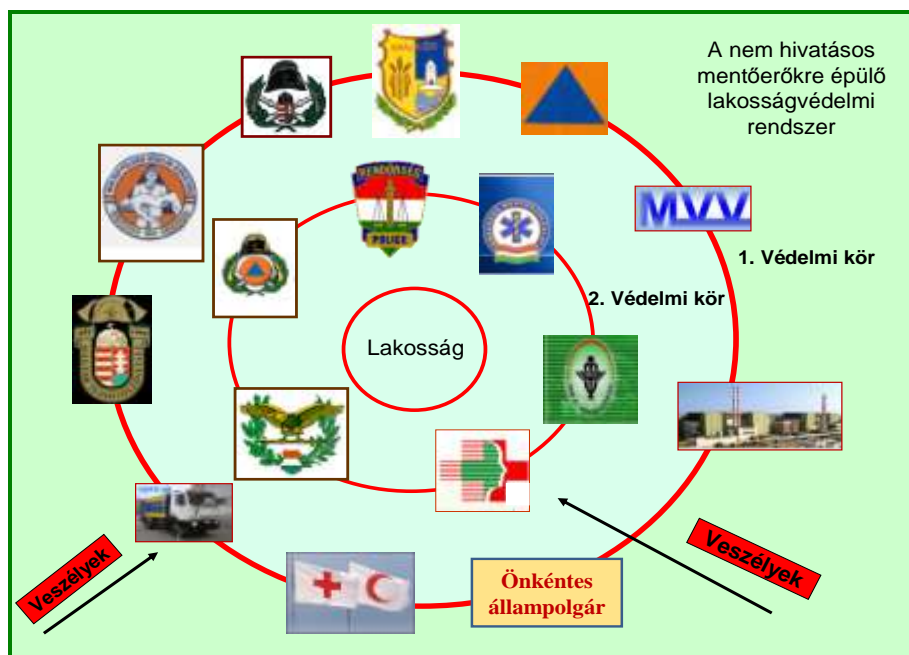 A nem hivatásos
mentőerőkre épülő
lakosságvédelmi
rendszer
MVV
1. Védelmi kör
RENDŐRSÉG
POLICE
2. Védelmi kör
Lakosság
Veszélyek
Veszélyek
Önkéntes
állampolgár